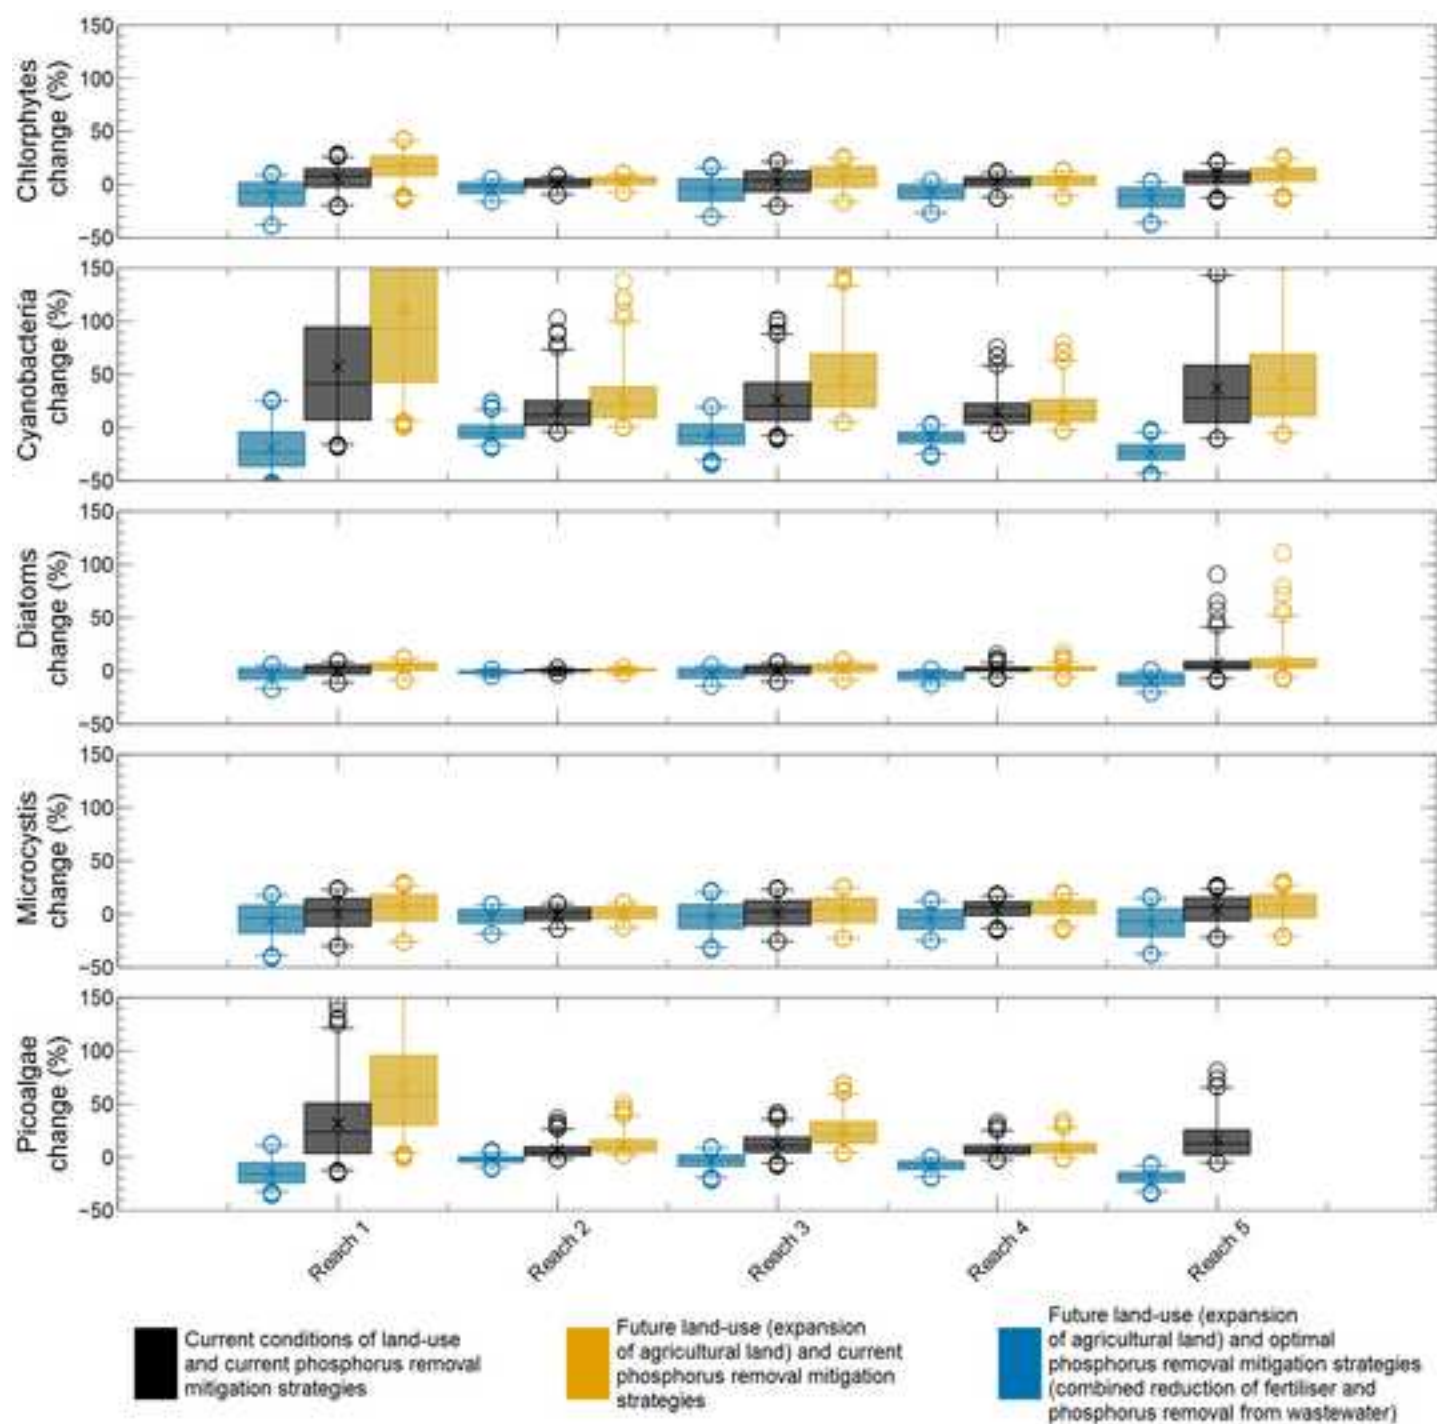 150
100
50
0
−50
Chlorphytes
change (%)
150
100
50
0
−50
Cyanobacteria
change (%)
150
100
50
0
−50
Diatoms
change (%)
150
100
50
0
−50
Microcystis
change (%)
150
100
50
0
−50
Picoalgae
change (%)
Reach 1
Reach 2
Reach 3
Reach 4
Reach 5
Current conditions of land-use
and current phosphorus removal
mitigation strategies
Future land-use (expansion
of agricultural land) and current
phosphorus removal mitigation
strategies
Future land-use (expansion
of agricultural land) and optimal
phosphorus removal mitigation strategies
(combined reduction of fertiliser and
phosphorus removal from wastewater)